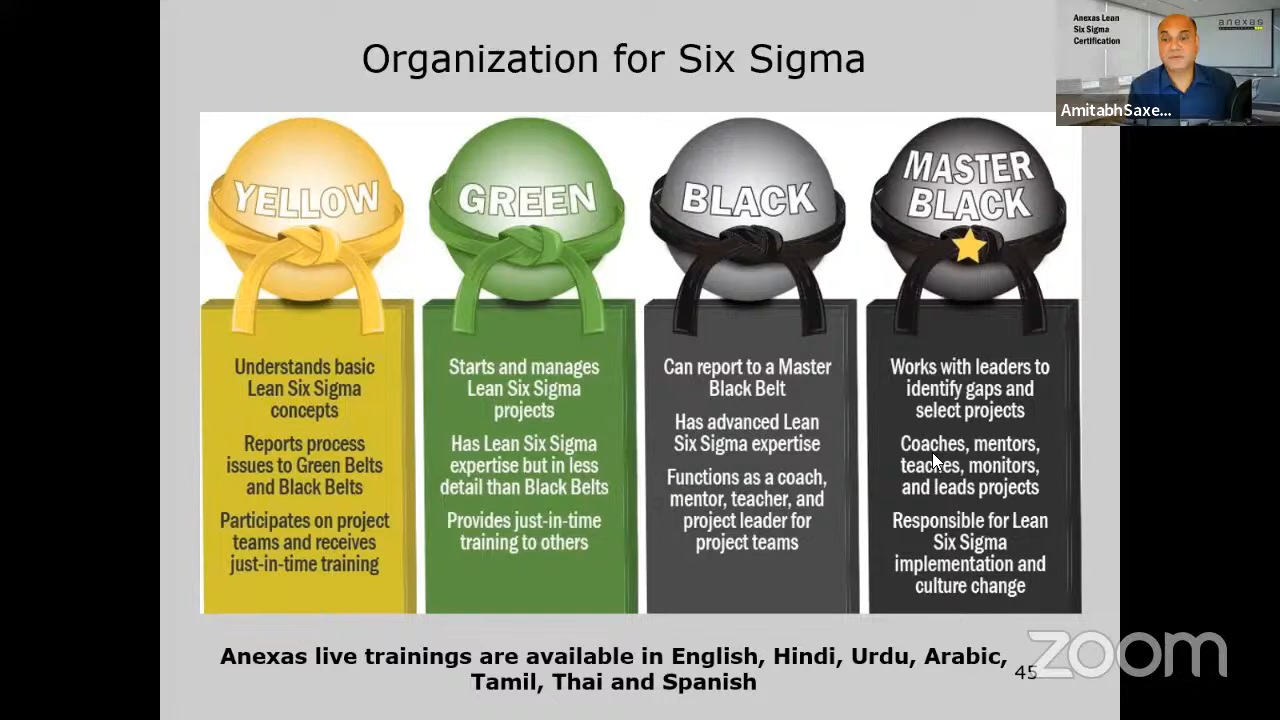 Organization for Six Sigma
Anexas Lean
Six Sigma
Certification
anexas
AmitabhSaxe...
YELLOW
GREEN
BLACK
MASTER
BLACK
Understands basic
Lean Six Sigma
concepts
Reports process
issues to Green Belts
and Black Belts
Participates on project
teams and receives
just-in-time training
Starts and manages
Lean Six Sigma
projects
Has Lean Six Sigma
expertise but in less
detail than Black Belts
Provides just-in-time
training to others
Can report to a Master
Black Belt
Has advanced Lean
Six Sigma expertise
Functions as a coach,
mentor, teacher, and
project leader for
project teams
Works with leaders to
identify gaps and
select projects
Coaches, mentors,
teaches, monitors,
and leads projects
Responsible for Lean
Six Sigma
implementation and
culture change
Anexas live trainings are available in English, Hindi, Urdu, Arabic,
Tamil, Thai and Spanish
45
zoom